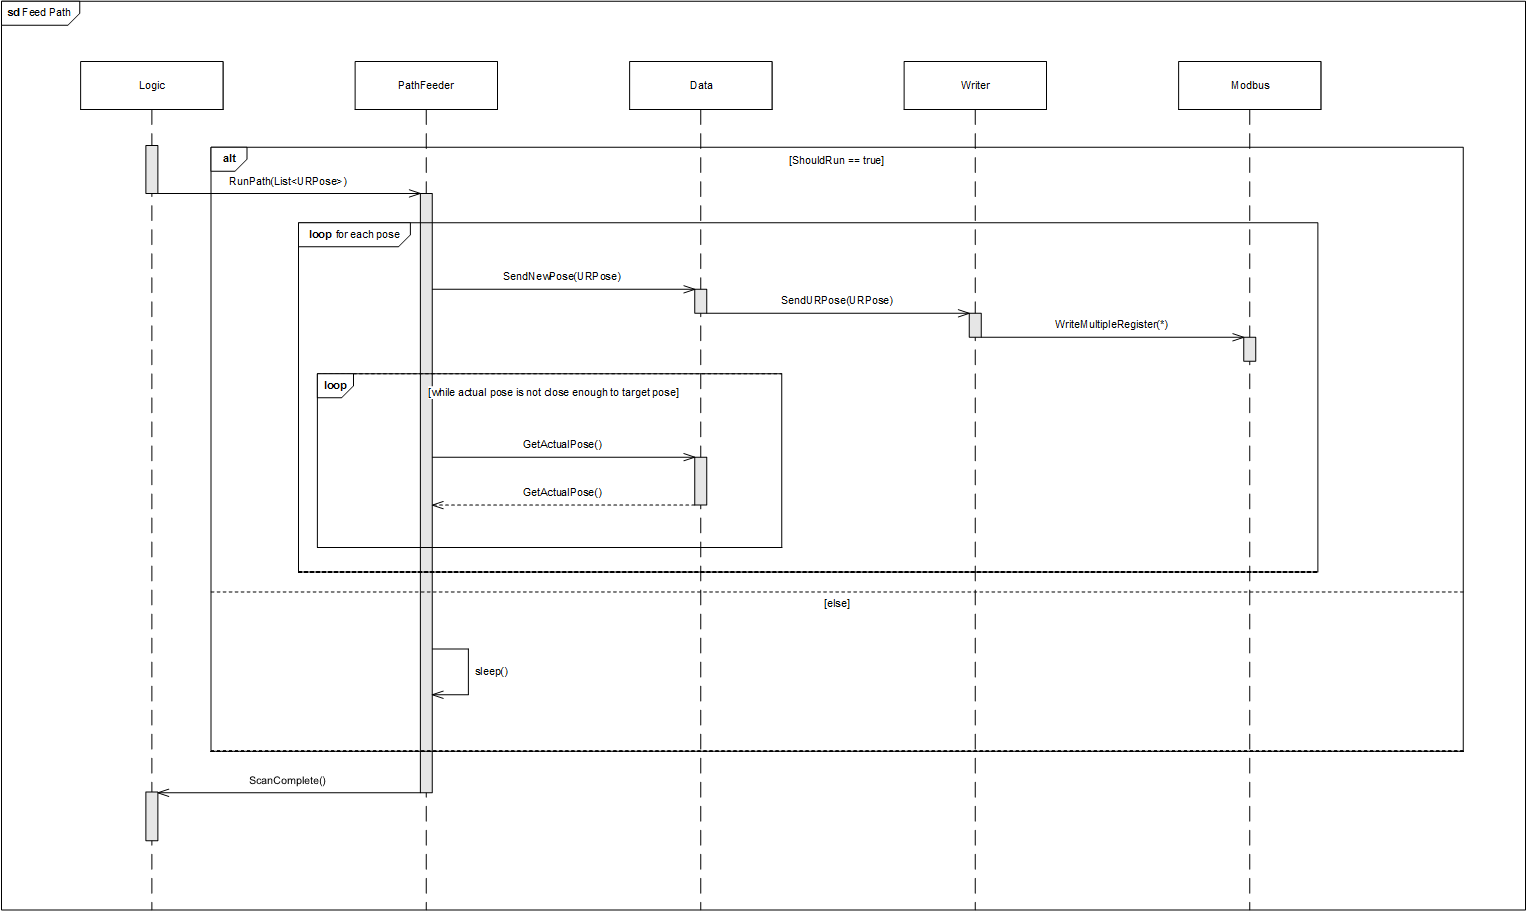 sd Feed Path
Logic
PathFeeder
Data
Writer
Modbus
alt
[ShouldRun == true]
RunPath(List<URPose>)
loop for each pose
SendNewPose(URPose)
SendURPose(URPose)
WriteMultipleRegister(*)
loop
[while actual pose is not close enough to target pose]
GetActualPose()
GetActualPose()
[else]
sleep()
ScanComplete()